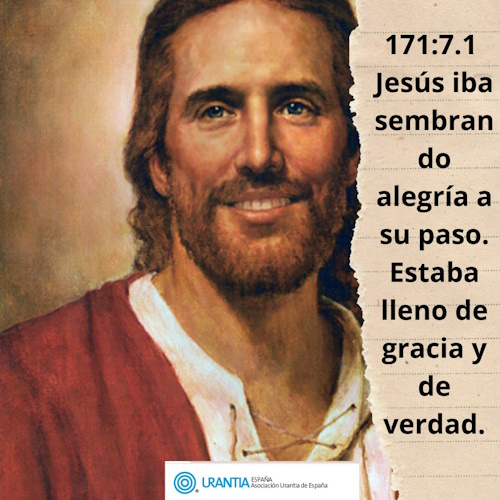 171:7.1
Jesús iba
sembran
do
alegría a
su paso.
Estaba
lleno de
gracia y
de
verdad.
URANTIA ESPAÑA
Asociación Urantia de España